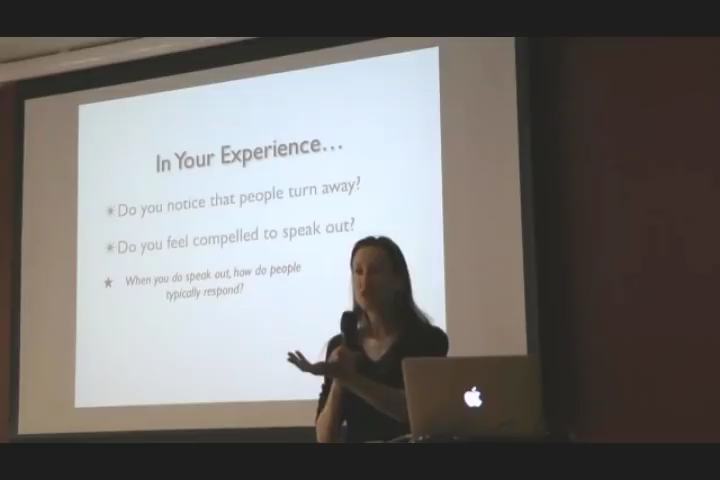 In Your Experience...
✴Do you notice that people turn away?
✴Do you feel compelled to speak out?
★ When you do speak out, how do people
typically respond?